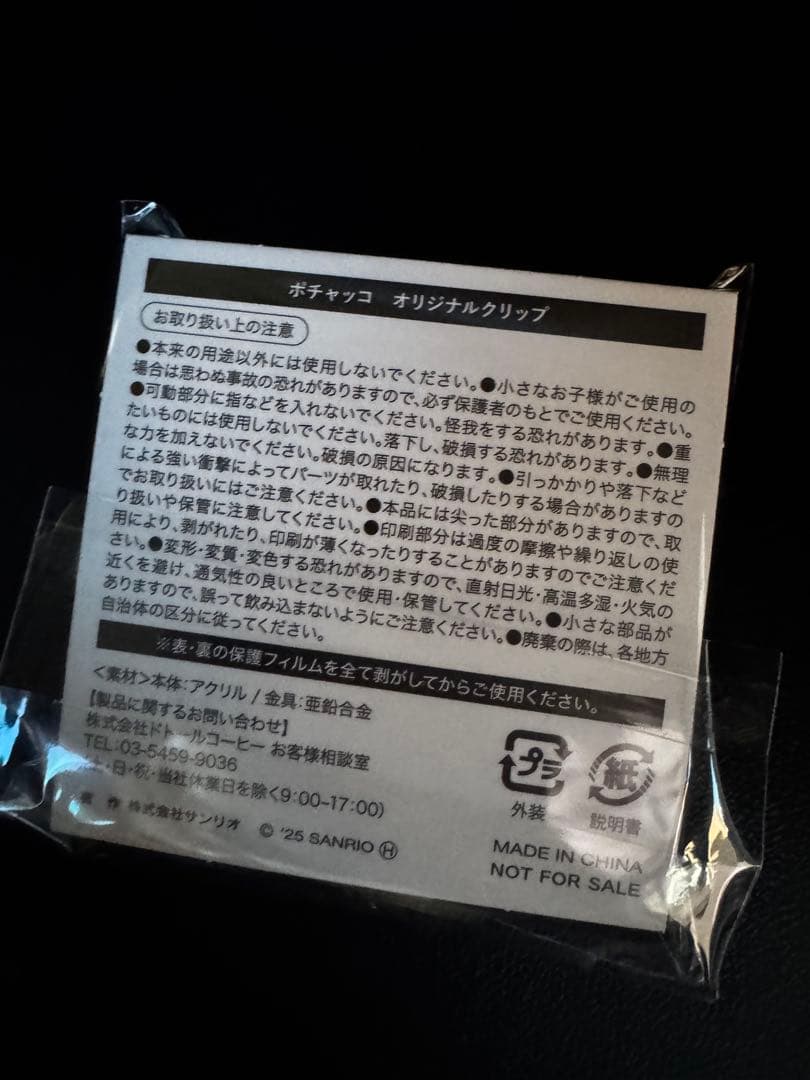 ポチャッコ　オリジナルクリップ
お取り扱い上の注意
●本来の用途以外には使用しないでください。●小さなお子様がご使用の
場合は思わぬ事故の恐れがありますので、必ず保護者のもとでご使用ください。
●可動部分に指などを入れないでください。怪我をする恐れがあります。●重
たいものには使用しないでください。落下し、破損する恐れがあります。●無理
な力を加えないでください。破損の原因になります。●引っかかりや落下など
による強い衝撃によってパーツが取れたり、破損したりする場合がありますの
でお取り扱いにはご注意ください。●本品には尖った部分がありますので、取
り扱いや保管に注意してください。●印刷部分は過度の摩擦や繰り返しの使
用により、剥がれたり、印刷が薄くなったりすることがありますのでご注意くだ
さい。●変形・変質・変色する恐れがありますので、直射日光・高温多湿・火気の
近くを避け、通気性の良いところで使用・保管してください。●小さな部品が
ありますので、誤って飲み込まないようにご注意ください。●廃棄の際は、各地方
自治体の区分に従ってください。
※表・裏の保護フィルムを全て剥がしてからご使用ください。
<素材>本体:アクリル / 金具:亜鉛合金
【製品に関するお問い合わせ】
株式会社ドトールコーヒー お客様相談室
TEL:03-5459-9036
土・日・祝・当社休業日を除く9:00-17:00)
株式会社サンリオ © '25 SANRIO Ⓗ
プラ
外装
紙
説明書
MADE IN CHINA
NOT FOR SALE